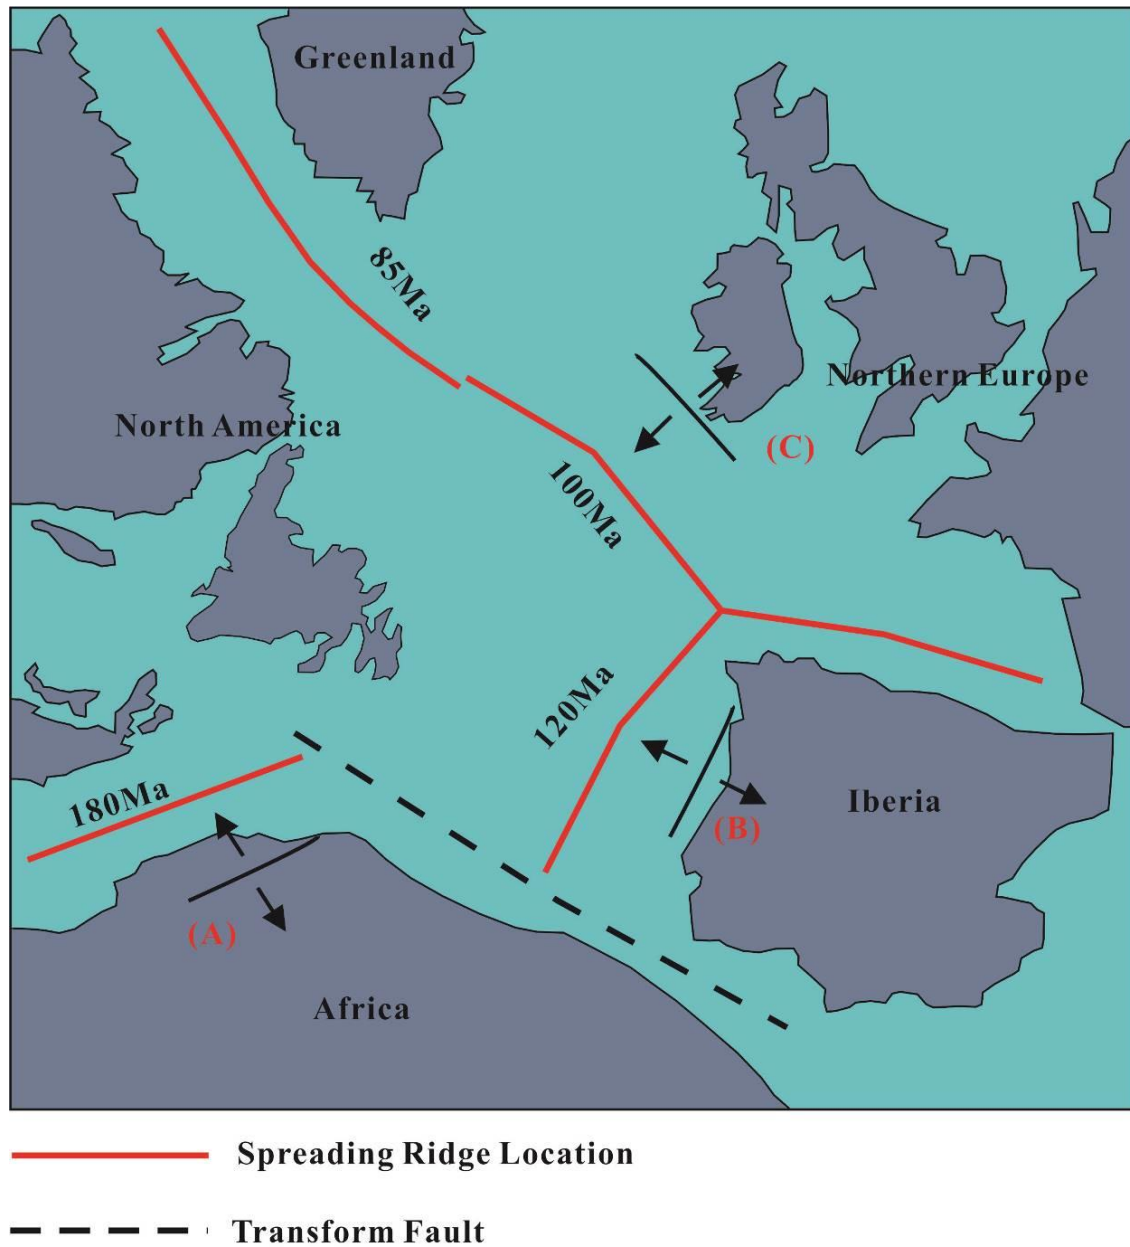 Greenland
85Ma
Northern Europe
North America
(C)
100Ma
120Ma
180Ma
Iberia
(B)
(A)
Africa
Spreading Ridge Location
Transform Fault